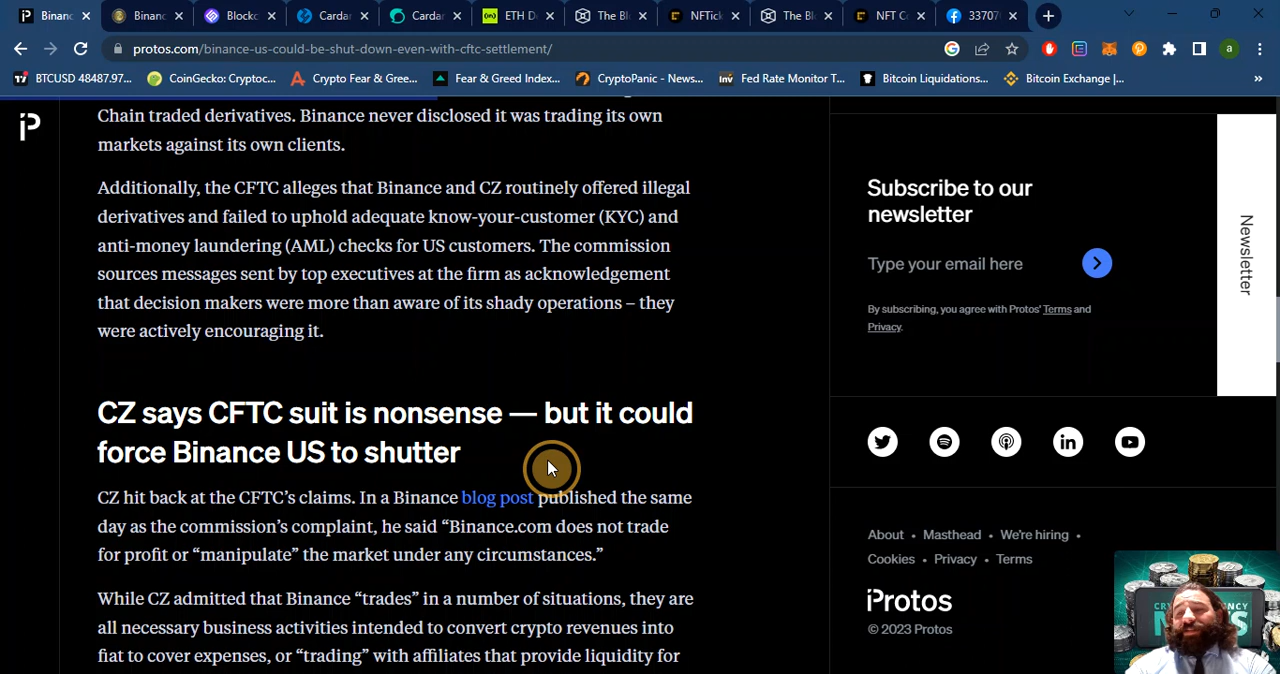 Binanc
Binanc
Blockc
Cardar
Cardar
ETH De
The Blo
NFTick
The Blo
NFT Co
33707
protos.com/binance-us-could-be-shut-down-even-with-cftc-settlement/
a
BTCUSD 48487.97...
CoinGecko: Cryptoc...
Crypto Fear & Gree...
Fear & Greed Index...
CryptoPanic - News...
Fed Rate Monitor T...
Bitcoin Liquidations...
Bitcoin Exchange |...
Chain traded derivatives. Binance never disclosed it was trading its own
markets against its own clients.
Additionally, the CFTC alleges that Binance and CZ routinely offered illegal
derivatives and failed to uphold adequate know-your-customer (KYC) and
anti-money laundering (AML) checks for US customers. The commission
sources messages sent by top executives at the firm as acknowledgement
that decision makers were more than aware of its shady operations – they
were actively encouraging it.
CZ says CFTC suit is nonsense — but it could
force Binance US to shutter
CZ hit back at the CFTC's claims. In a Binance blog post published the same
day as the commission's complaint, he said “Binance.com does not trade
for profit or “manipulate” the market under any circumstances.”
While CZ admitted that Binance “trades” in a number of situations, they are
all necessary business activities intended to convert crypto revenues into
fiat to cover expenses, or “trading” with affiliates that provide liquidity for
Subscribe to our
newsletter
Type your email here
By subscribing, you agree with Protos' Terms and
Privacy.
Newsletter
About • Masthead • We're hiring •
Cookies • Privacy • Terms
Protos
© 2023 Protos